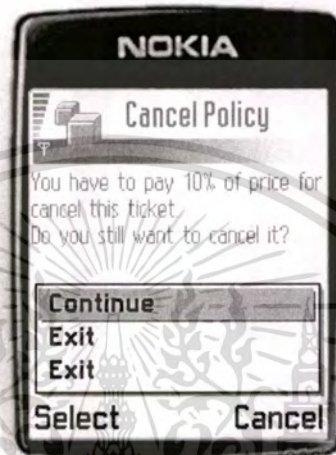 NOKIA
Cancel Policy
You have to pay 10% of price for
cancel this ticket.
Do you still want to cancel it?
Continue
Exit
Exit
Select Cancel